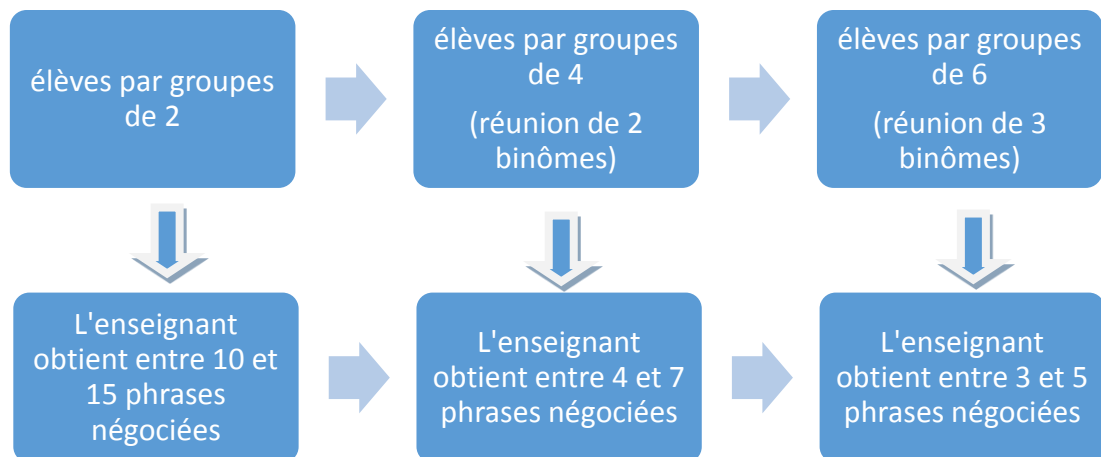 élèves par groupes
de 2
élèves par groupes
de 4
(réunion de 2
binômes)
élèves par groupes
de 6
(réunion de 3
binômes)
L'enseignant
obtient entre 10 et
15 phrases
négociées
L'enseignant
obtient entre 4 et 7
phrases négociées
L'enseignant
obtient entre 3 et 5
phrases négociées